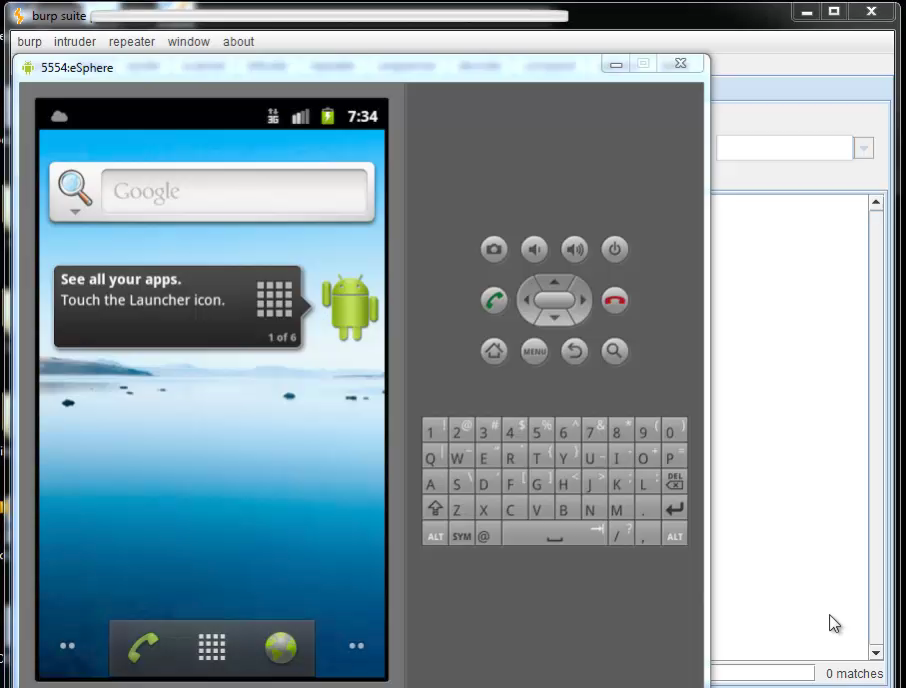 burp suite
burp intruder repeater window about
5554:eSphere
3G 7:34
Google
See all your apps.
Touch the Launcher icon.
1 of 6
MENU
1 ! 2 @ 3 # 4 $ 5 % 6 ^ 7 & 8 * 9 ( 0 )
Q W E R T { Y } U I O P
A S \ D F [ G ] H < J > K ; L : DEL
Z X C V B N M .
ALT SYM @ / ? , ALT
0 matches